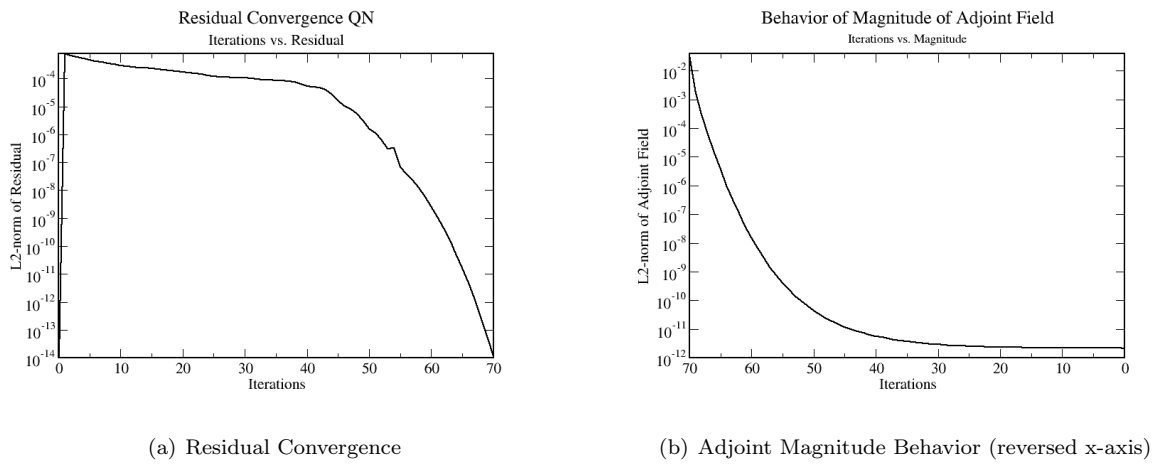 Residual Convergence QN
Iterations vs. Residual
L2-norm of Residual
10^-4
10^-5
10^-6
10^-7
10^-8
10^-9
10^-10
10^-11
10^-12
10^-13
10^-14
0 10 20 30 40 50 60 70
Iterations
(a) Residual Convergence
Behavior of Magnitude of Adjoint Field
Iterations vs. Magnitude
L2-norm of Adjoint Field
10^-2
10^-3
10^-4
10^-5
10^-6
10^-7
10^-8
10^-9
10^-10
10^-11
10^-12
70 60 50 40 30 20 10 0
Iterations
(b) Adjoint Magnitude Behavior (reversed x-axis)